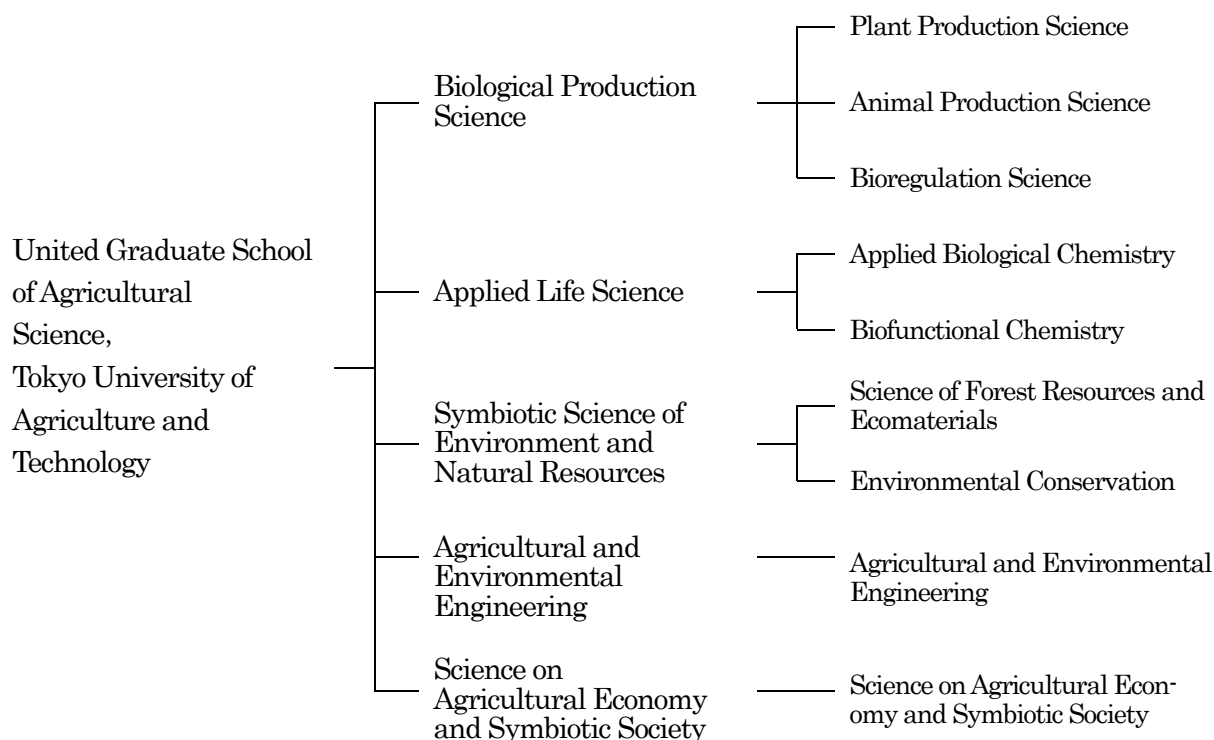 United Graduate School
of Agricultural
Science,
Tokyo University of
Agriculture and
Technology
Biological Production
Science
Plant Production Science
Animal Production Science
Bioregulation Science
Applied Life Science
Applied Biological Chemistry
Biofunctional Chemistry
Symbiotic Science of
Environment and
Natural Resources
Science of Forest Resources and
Ecomaterials
Environmental Conservation
Agricultural and
Environmental
Engineering
Agricultural and Environmental
Engineering
Science on
Agricultural Economy
and Symbiotic Society
Science on Agricultural Econ-
omy and Symbiotic Society